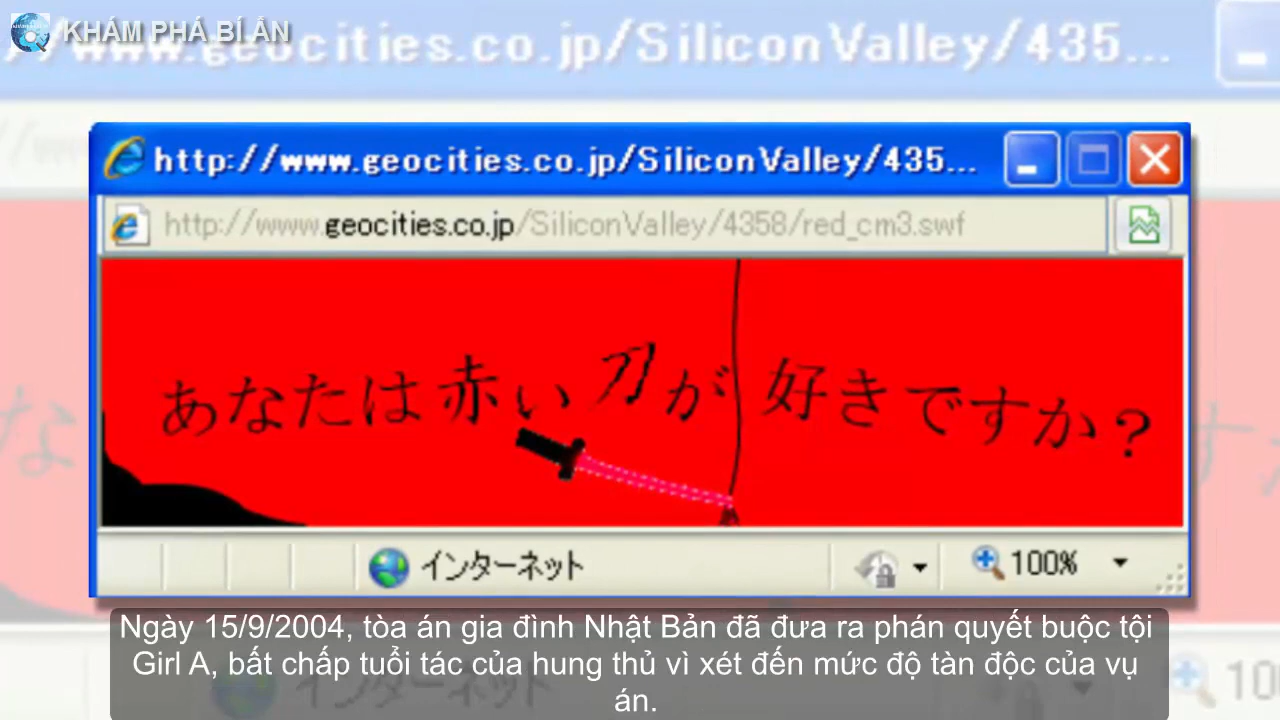 KHÁM PHÁ BÍ ẨN
//www.geocities.co.jp/SiliconValley/435...
http://www.geocities.co.jp/SiliconValley/435...
http://www.geocities.co.jp/SiliconValley/4358/red_cm3.swf
あなたは赤い刀が好きですか?
インターネット
100%
Ngày 15/9/2004, tòa án gia đình Nhật Bản đã đưa ra phán quyết buộc tội
Girl A, bất chấp tuổi tác của hung thủ vì xét đến mức độ tàn độc của vụ
án.